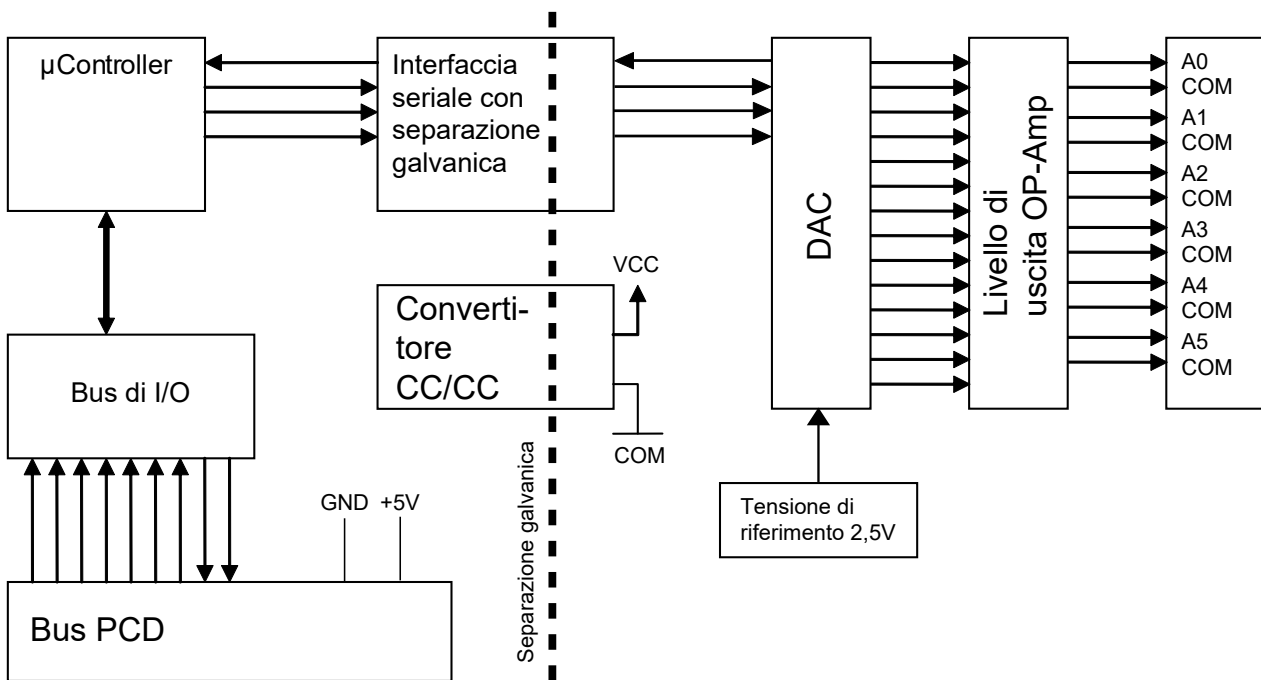 µController
Interfaccia
seriale con
separazione
galvanica
DAC
Livello di
uscita OP-Amp
A0
COM
A1
COM
A2
COM
A3
COM
A4
COM
A5
COM
VCC
Converti-
tore
CC/CC
COM
Bus di I/O
Separazione galvanica
Tensione di
riferimento 2,5V
GND +5V
Bus PCD